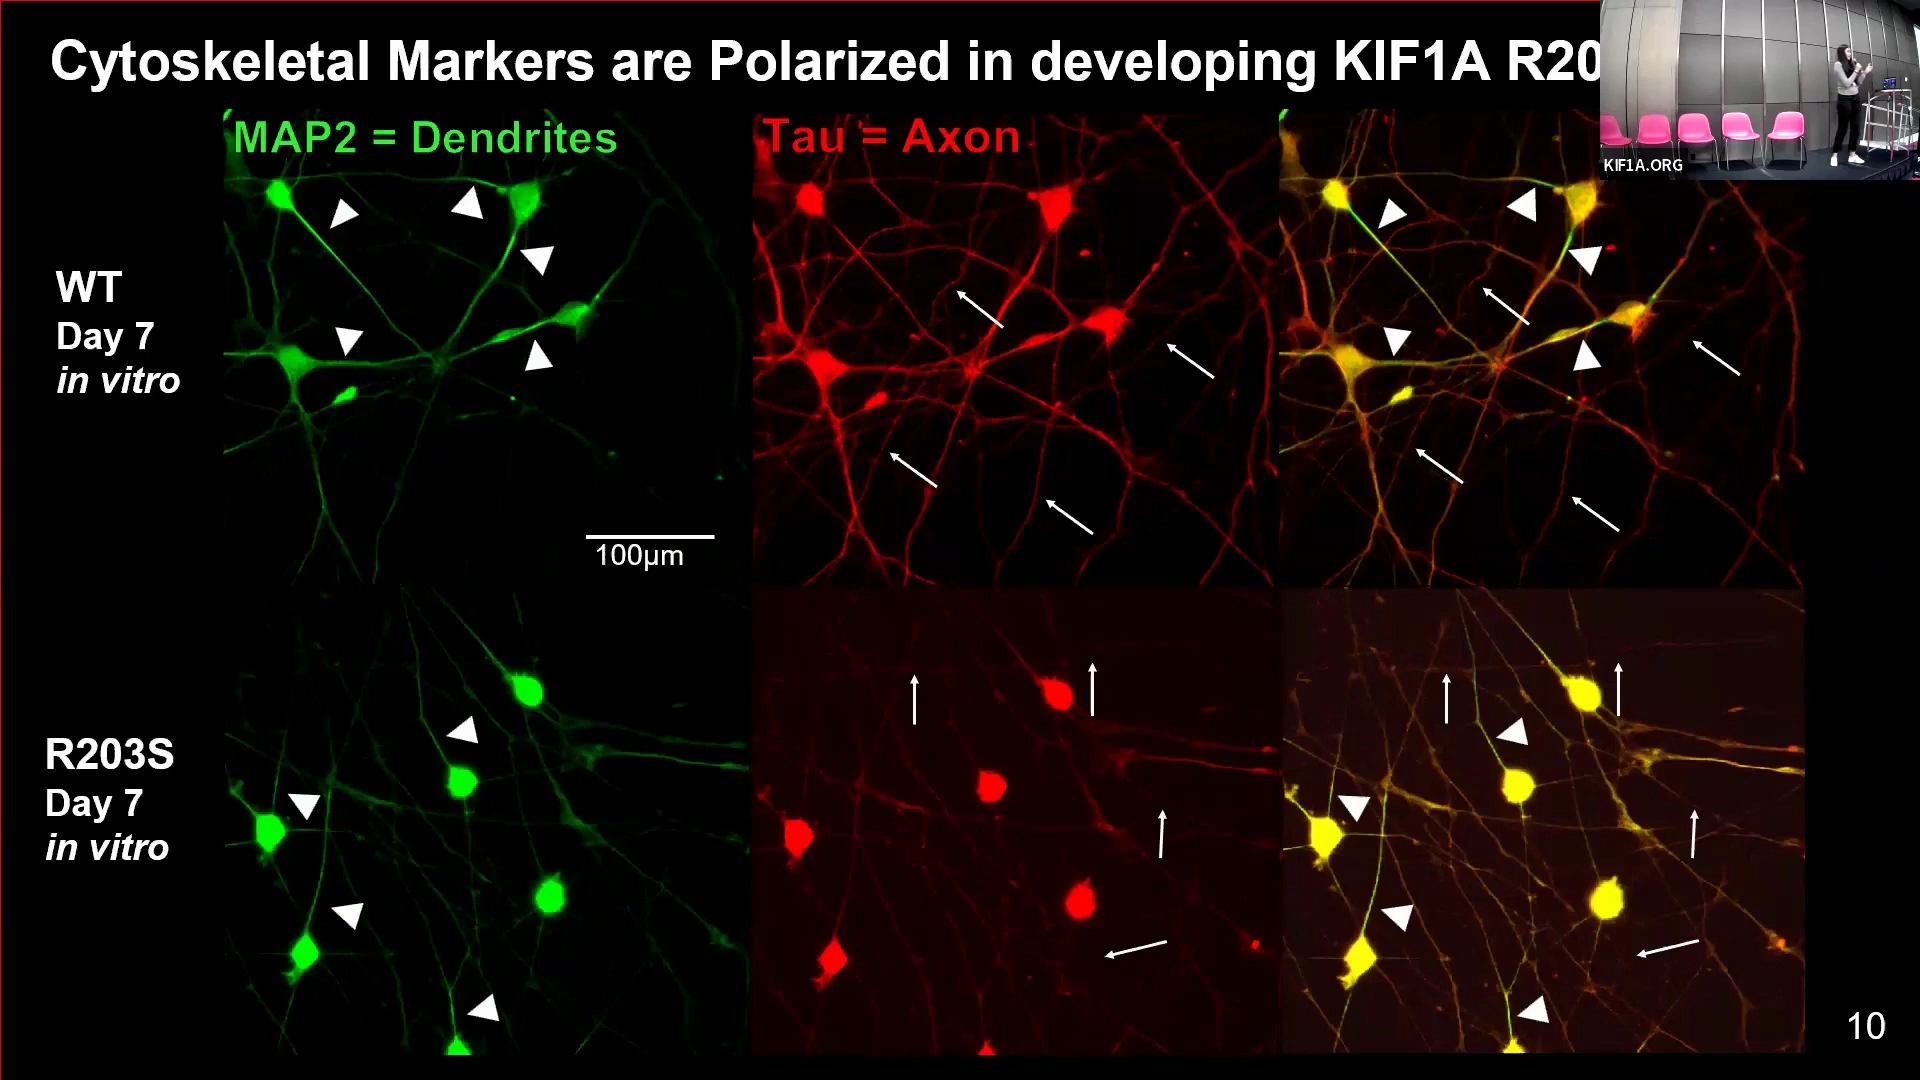 Cytoskeletal Markers are Polarized in developing KIF1A R20
KIF1A.ORG
MAP2 = Dendrites
Tau = Axon
WT
Day 7
in vitro
100µm
R203S
Day 7
in vitro
10